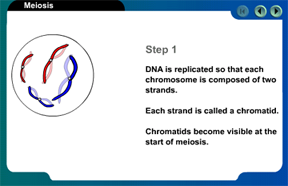 Meiosis
Step 1
DNA is replicated so that each
chromosome is composed of two
strands.
Each strand is called a chromatid.
Chromatids become visible at the
start of meiosis.